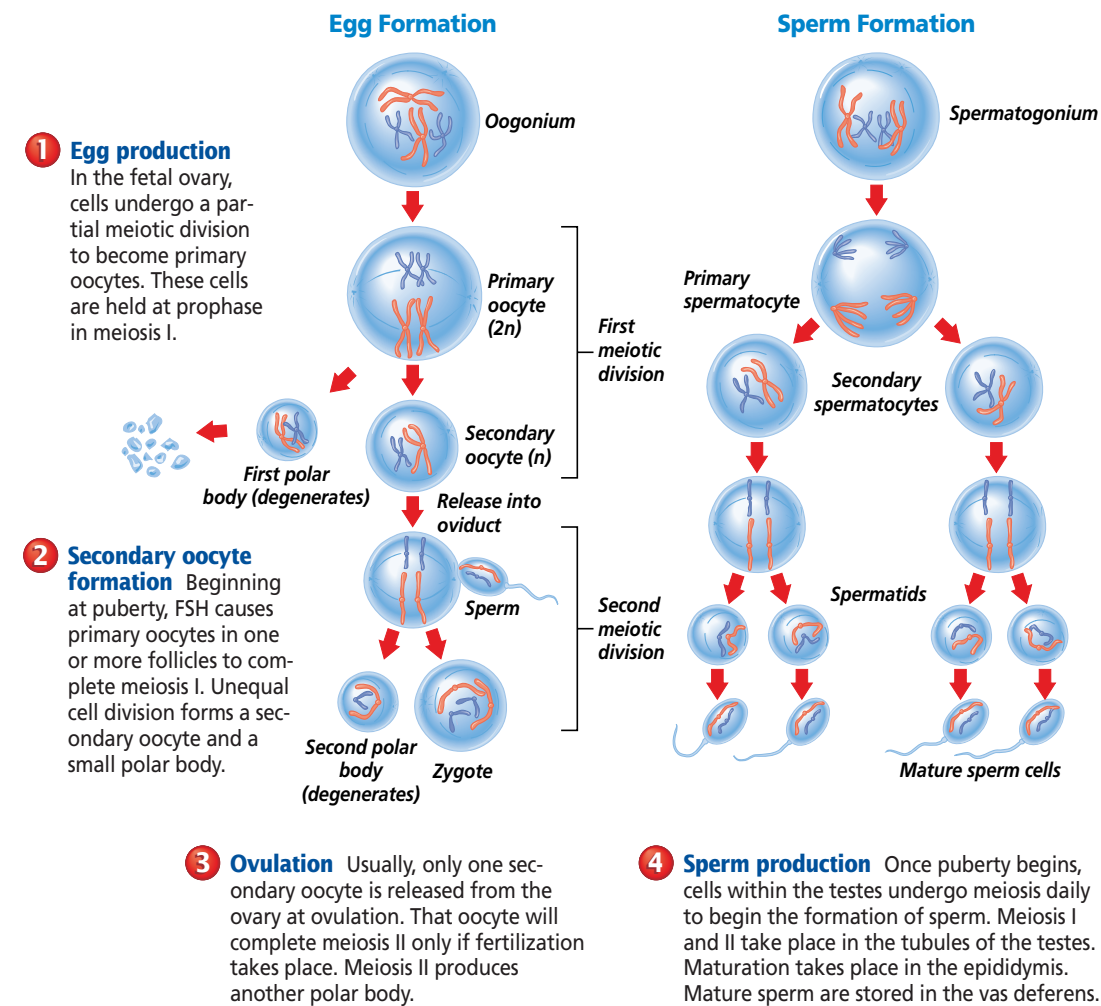 Egg Formation
Oogonium
1 Egg production
In the fetal ovary,
cells undergo a par-
tial meiotic division
to become primary
oocytes. These cells
are held at prophase
in meiosis I.
Primary
oocyte
(2n)
First
meiotic
division
First polar
body (degenerates)
Secondary
oocyte (n)
Release into
oviduct
2 Secondary oocyte
formation Beginning
at puberty, FSH causes
primary oocytes in one
or more follicles to com-
plete meiosis I. Unequal
cell division forms a sec-
ondary oocyte and a
small polar body.
Sperm
Second
meiotic
division
Second polar
body
(degenerates)
Zygote
Sperm Formation
Spermatogonium
Primary
spermatocyte
Secondary
spermatocytes
Spermatids
Mature sperm cells
3 Ovulation Usually, only one sec-
ondary oocyte is released from the
ovary at ovulation. That oocyte will
complete meiosis II only if fertilization
takes place. Meiosis II produces
another polar body.
4 Sperm production Once puberty begins,
cells within the testes undergo meiosis daily
to begin the formation of sperm. Meiosis I
and II take place in the tubules of the testes.
Maturation takes place in the epididymis.
Mature sperm are stored in the vas deferens.